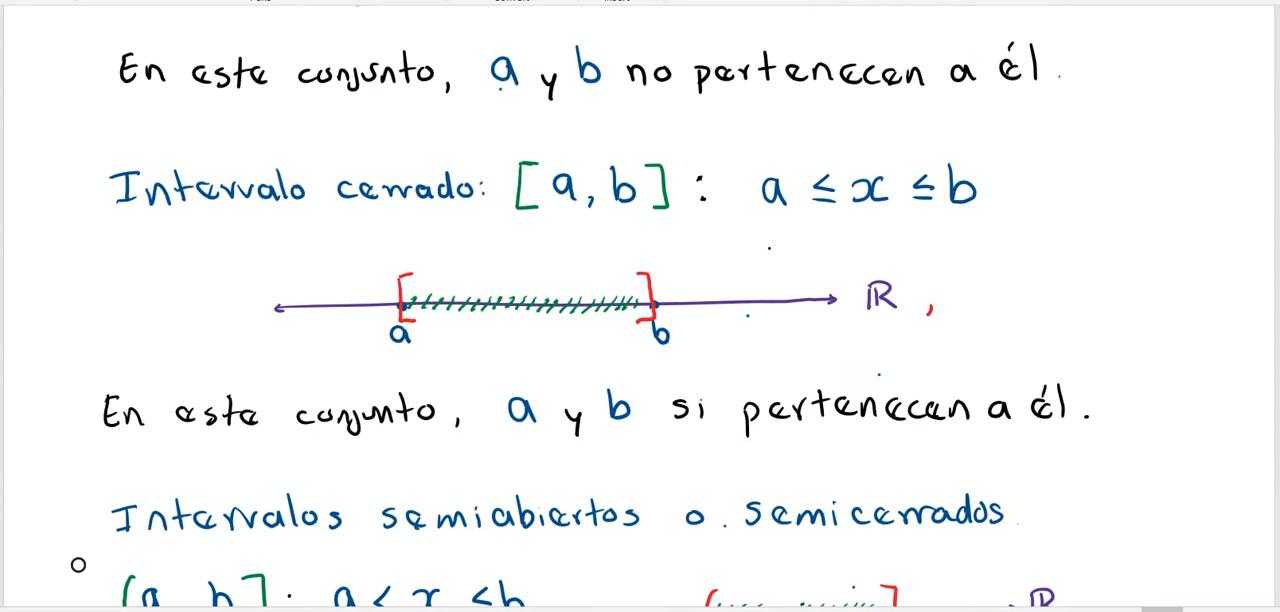 En este conjunto, a y b no pertenecen a él.
Intervalo cerrado: [a, b] : a ≤ x ≤ b
ℝ ,
a b
En este conjunto, a y b si pertenecen a él.
Intervalos semiabiertos o semicerrados
(a, b] : a < x ≤ b ℝ